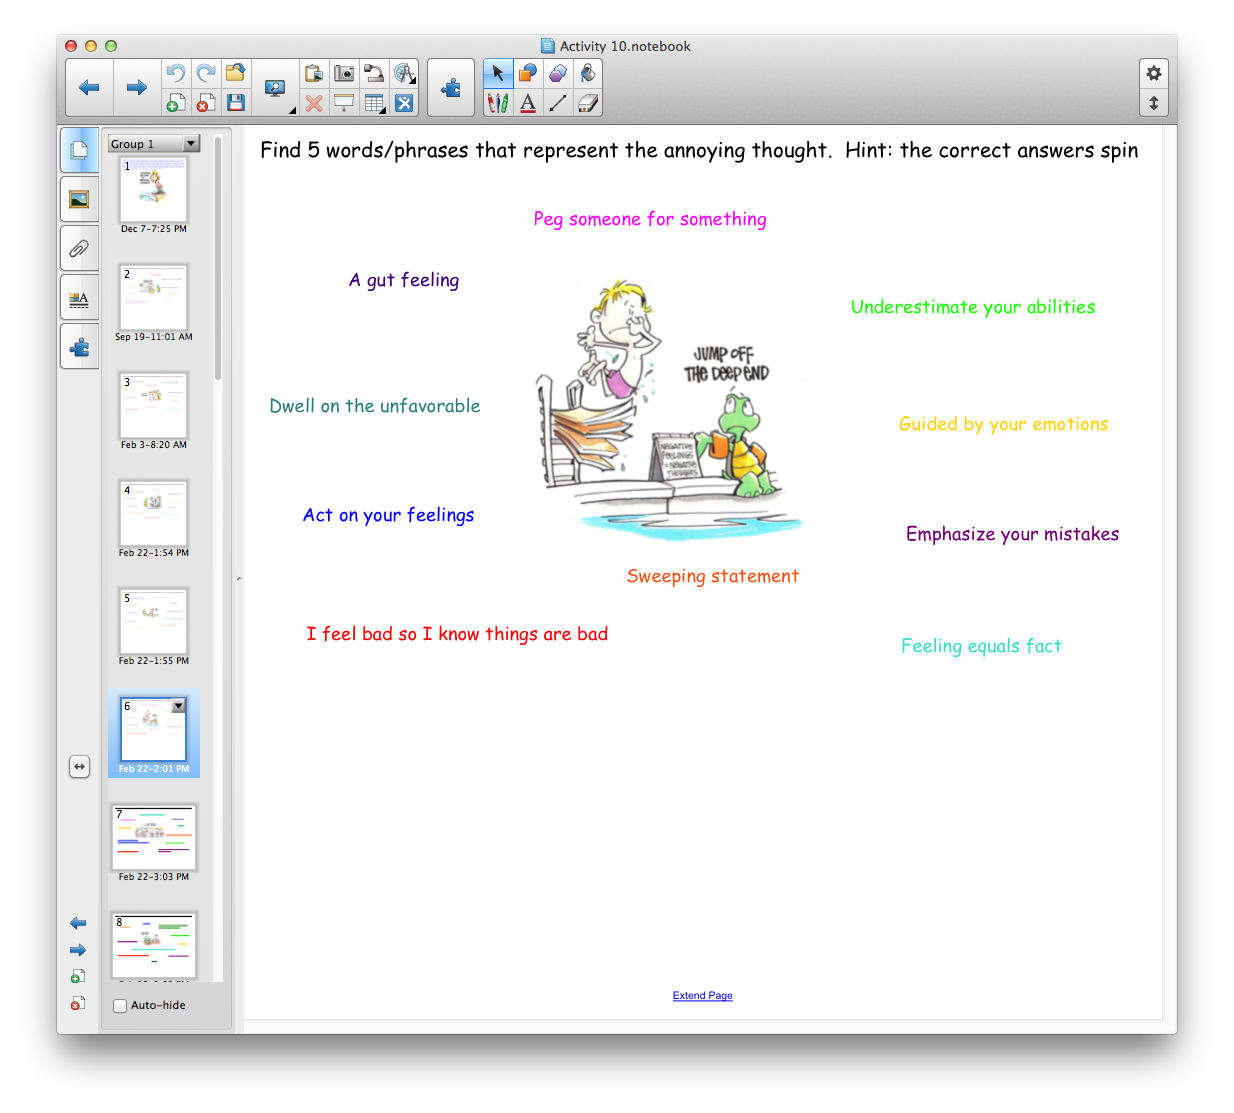 Activity 10.notebook
Group 1
1
Dec 7-7:25 PM
2
Sep 19-11:01 AM
3
Feb 3-8:20 AM
4
Feb 22-1:54 PM
5
Feb 22-1:55 PM
6
Feb 22-2:01 PM
7
Feb 22-3:03 PM
8
Auto-hide
Find 5 words/phrases that represent the annoying thought.  Hint: the correct answers spin
Peg someone for something
A gut feeling
Underestimate your abilities
JUMP OFF
THE DEEP END
Dwell on the unfavorable
Guided by your emotions
NEGATIVE
FEELINGS
= NEGATIVE
THOUGHTS
Act on your feelings
Emphasize your mistakes
Sweeping statement
I feel bad so I know things are bad
Feeling equals fact
Extend Page